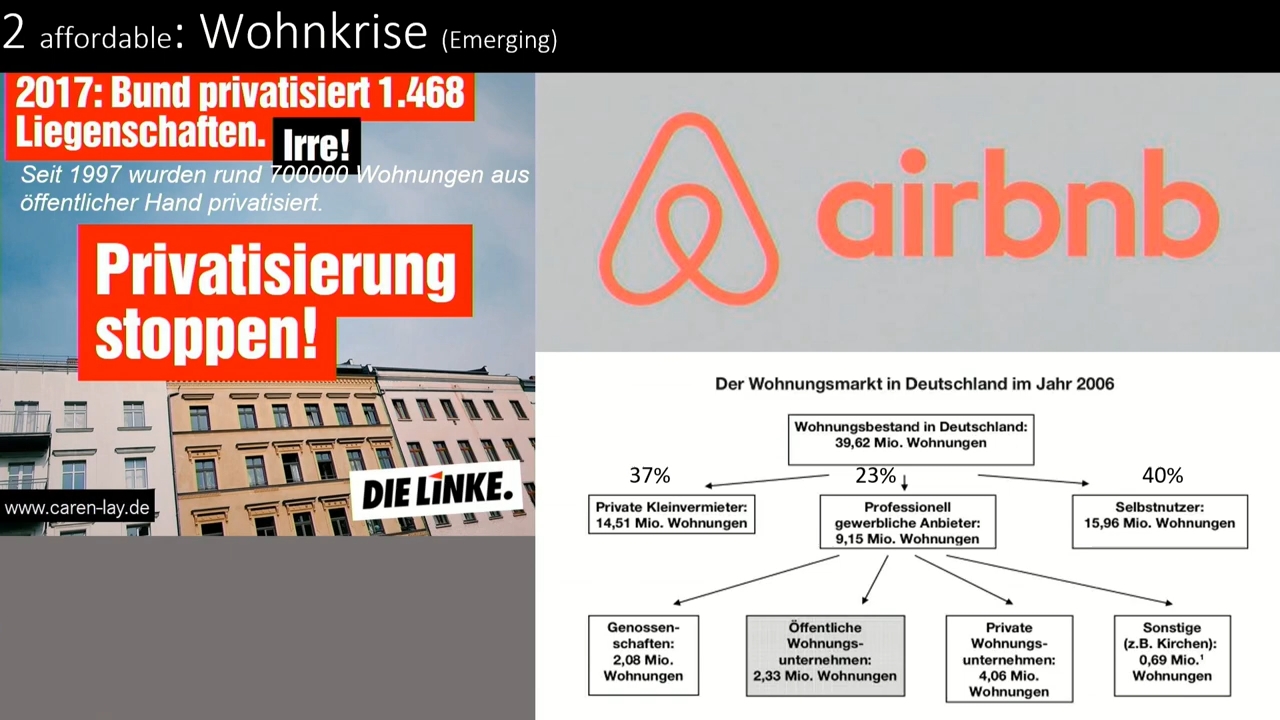 2 affordable: Wohnkrise (Emerging)
2017: Bund privatisiert 1.468
Liegenschaften. Irre!
Seit 1997 wurden rund 700000 Wohnungen aus
öffentlicher Hand privatisiert.
Privatisierung
stoppen!
DIE LINKE.
www.caren-lay.de
airbnb
Der Wohnungsmarkt in Deutschland im Jahr 2006
Wohnungsbestand in Deutschland:
39,62 Mio. Wohnungen
37%
23%
40%
Private Kleinvermieter:
14,51 Mio. Wohnungen
Professionell
gewerbliche Anbieter:
9,15 Mio. Wohnungen
Selbstnutzer:
15,96 Mio. Wohnungen
Genossen-
schaften:
2,08 Mio.
Wohnungen
Öffentliche
Wohnungs-
unternehmen:
2,33 Mio. Wohnungen
Private
Wohnungs-
unternehmen:
4,06 Mio.
Wohnungen
Sonstige
(z.B. Kirchen):
0,69 Mio.¹
Wohnungen